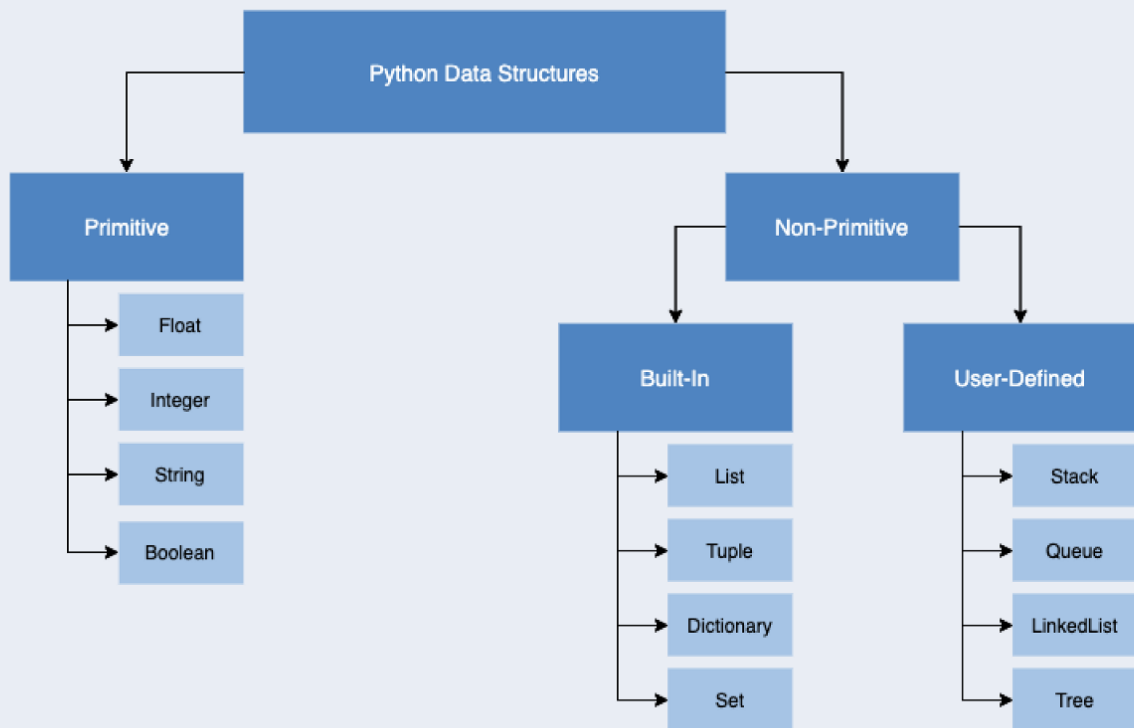 Python Data Structures
Primitive
Float
Integer
String
Boolean
Non-Primitive
Built-In
List
Tuple
Dictionary
Set
User-Defined
Stack
Queue
LinkedList
Tree